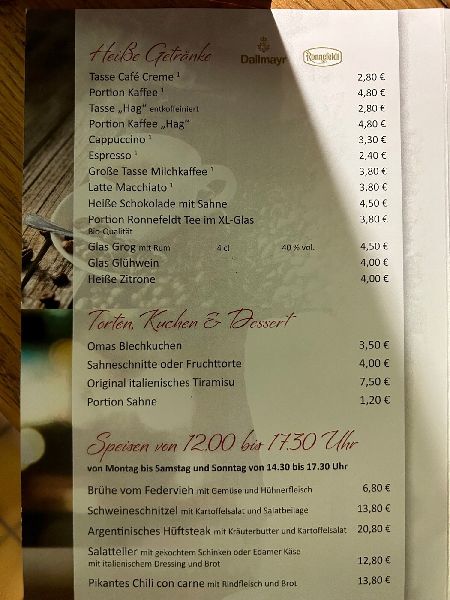 Heiße Getränke Dallmayr Ronnefeldt
Tasse Café Creme ¹ 2,80 €
Portion Kaffee ¹ 4,80 €
Tasse „Hag“ entkoffeiniert 2,80 €
Portion Kaffee „Hag“ 4,80 €
Cappuccino ¹ 3,30 €
Espresso ¹ 2,40 €
Große Tasse Milchkaffee ¹ 3,80 €
Latte Macchiato ¹ 3.80 €
Heiße Schokolade mit Sahne 4,50 €
Portion Ronnefeldt Tee im XL-Glas 3,80 €
Bio-Qualität
Glas Grog mit Rum 4 cl 40 % vol. 4,50 €
Glas Glühwein 4,00 €
Heiße Zitrone 4,00 €
Torten, Kuchen & Dessert
Omas Blechkuchen 3,50 €
Sahneschnitte oder Fruchttorte 4,00 €
Original italienisches Tiramisu 7,50 €
Portion Sahne 1,20 €
Speisen von 12.00 bis 17.30 Uhr
von Montag bis Samstag und Sonntag von 14.30 bis 17.30 Uhr
Brühe vom Federvieh mit Gemüse und Hühnerfleisch 6,80 €
Schweineschnitzel mit Kartoffelsalat und Salatbeilage 13,80 €
Argentinisches Hüftsteak mit Kräuterbutter und Kartoffelsalat 20,80 €
Salatteller mit gekochtem Schinken oder Edamer Käse
mit italienischem Dressing und Brot 12,80 €
Pikantes Chili con carne mit Rindfleisch und Brot 13,80 €